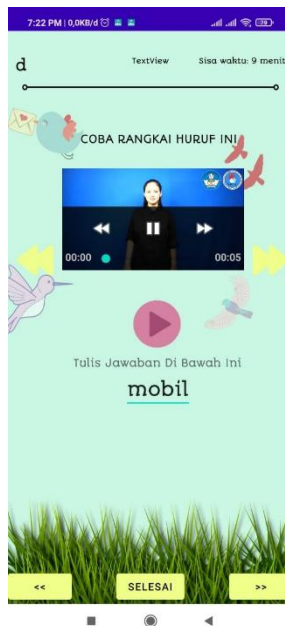 7:22 PM | 0,0KB/d
79
d TextView Sisa waktu: 9 menit
COBA RANGKAI HURUF INI
00:00 00:05
Tulis Jawaban Di Bawah Ini
mobil
<< SELESAI >>